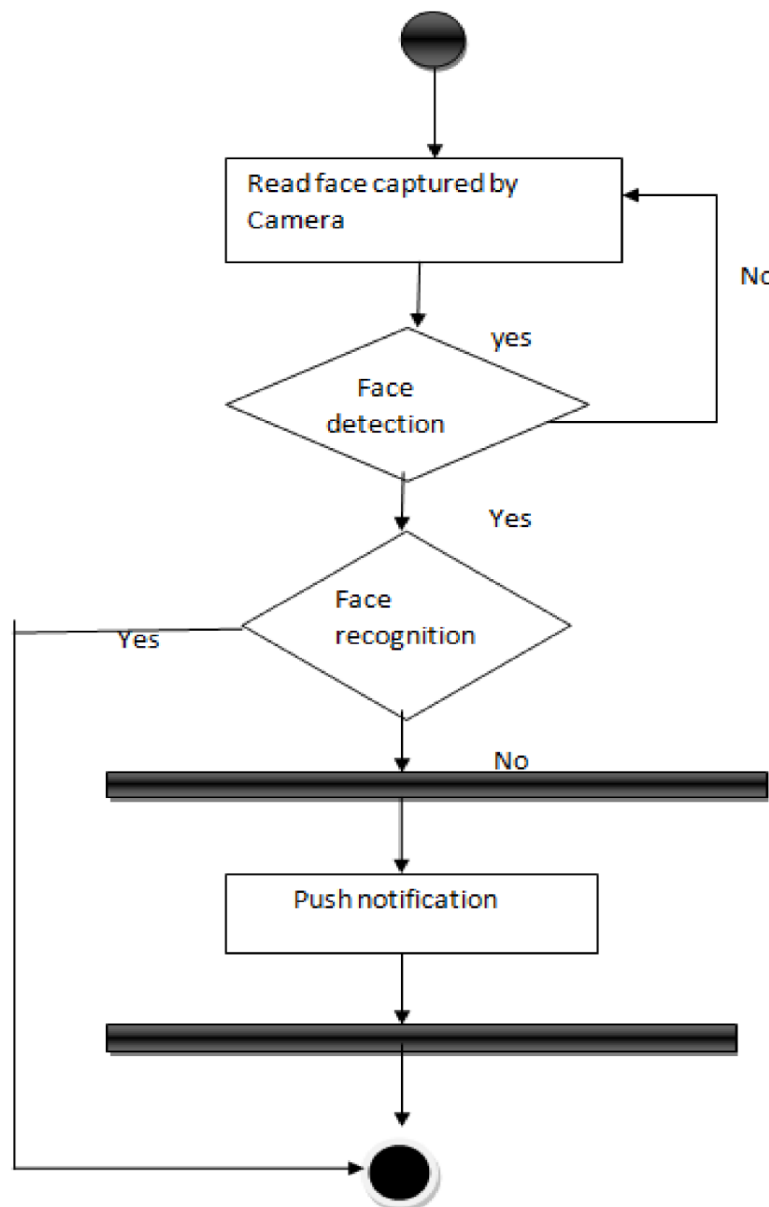 Read face captured by
Camera
No
yes
Face
detection
Yes
Face
recognition
Yes
No
Push notification